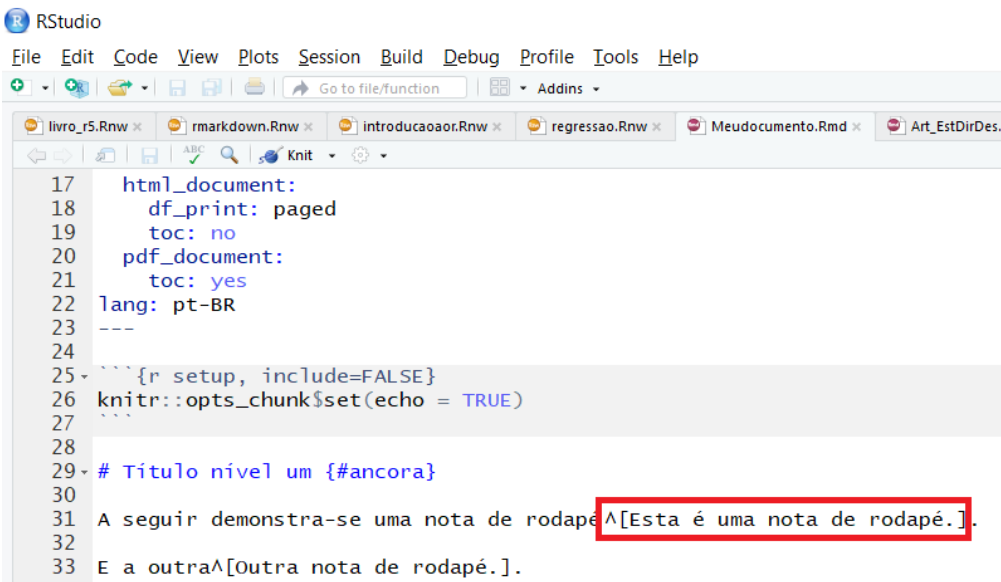 RStudio
File Edit Code View Plots Session Build Debug Profile Tools Help
Go to file/function Addins
livro_r5.Rnw rmarkdown.Rnw introducaoaor.Rnw regressao.Rnw Meudocumento.Rmd Art_EstDirDes.
ABC Knit
17 html_document:
18 df_print: paged
19 toc: no
20 pdf_document:
21 toc: yes
22 lang: pt-BR
23 ---
24
25 ```{r setup, include=FALSE}
26 knitr::opts_chunk$set(echo = TRUE)
27 ```
28
29 # Título nível um {#ancora}
30
31 A seguir demonstra-se uma nota de rodapé^[Esta é uma nota de rodapé.].
32
33 E a outra^[Outra nota de rodapé.].